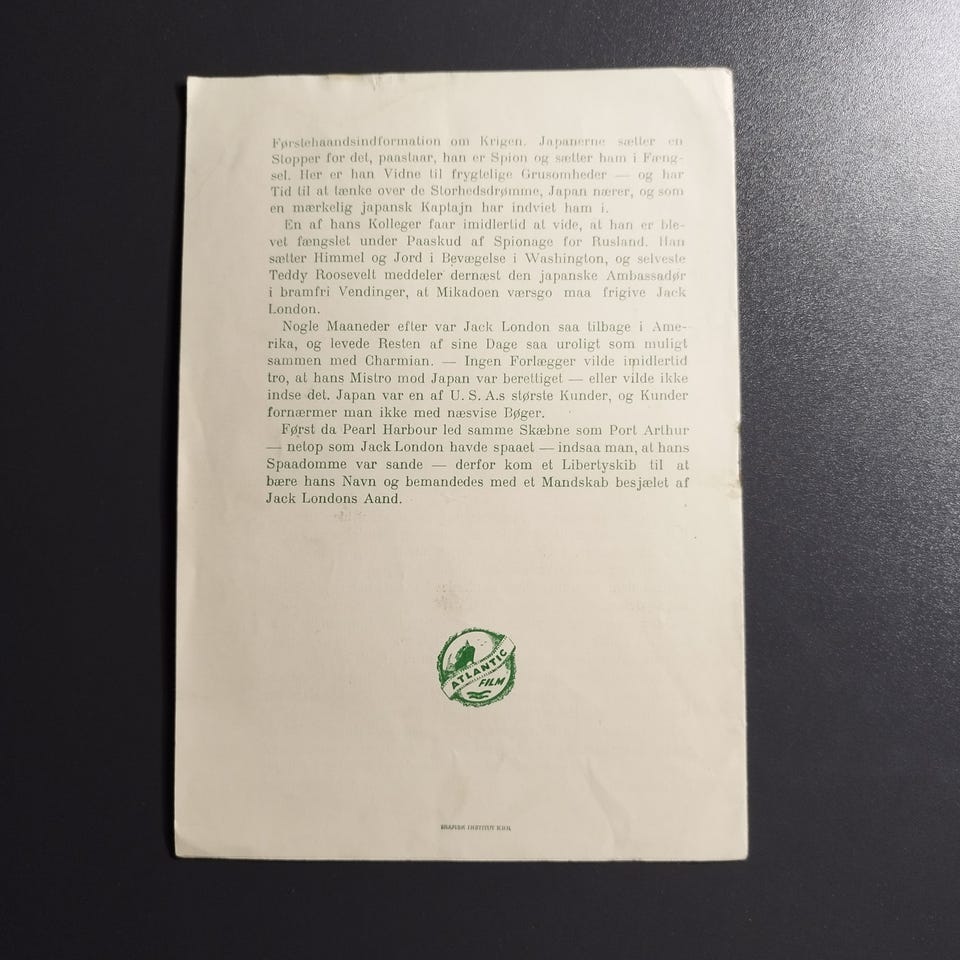 Førstehaandsindformation om Krigen. Japanerne sætter en
Stopper for det, paastaar, han er Spion og sætter ham i Fæng-
sel. Her er han Vidne til frygtelige Grusomheder — og har
Tid til at tænke over de Storhedsdrømme, Japan nærer, og som
en mærkelig japansk Kaptajn har indviet ham i.
En af hans Kolleger faar imidlertid at vide, at han er ble-
vet fængslet under Paaskud af Spionage for Rusland. Han
sætter Himmel og Jord i Bevægelse i Washington, og selveste
Teddy Roosevelt meddeler dernæst den japanske Ambassadør
i bramfri Vendinger, at Mikadoen værsgo maa frigive Jack
London.
Nogle Maaneder efter var Jack London saa tilbage i Ame-
rika, og levede Resten af sine Dage saa uroligt som muligt
sammen med Charmian. — Ingen Forlægger vilde imidlertid
tro, at hans Mistro mod Japan var berettiget — eller vilde ikke
indse det. Japan var en af U. S. A.s største Kunder, og Kunder
fornærmer man ikke med næsvise Bøger.
Først da Pearl Harbour led samme Skæbne som Port Arthur
— netop som Jack London havde spaaet — indsaa man, at hans
Spaadomme var sande — derfor kom et Libertyskib til at
bære hans Navn og bemandedes med et Mandskab besjælet af
Jack Londons Aand.
ATLANTIC
FILM
GRAFISK INSTITUT